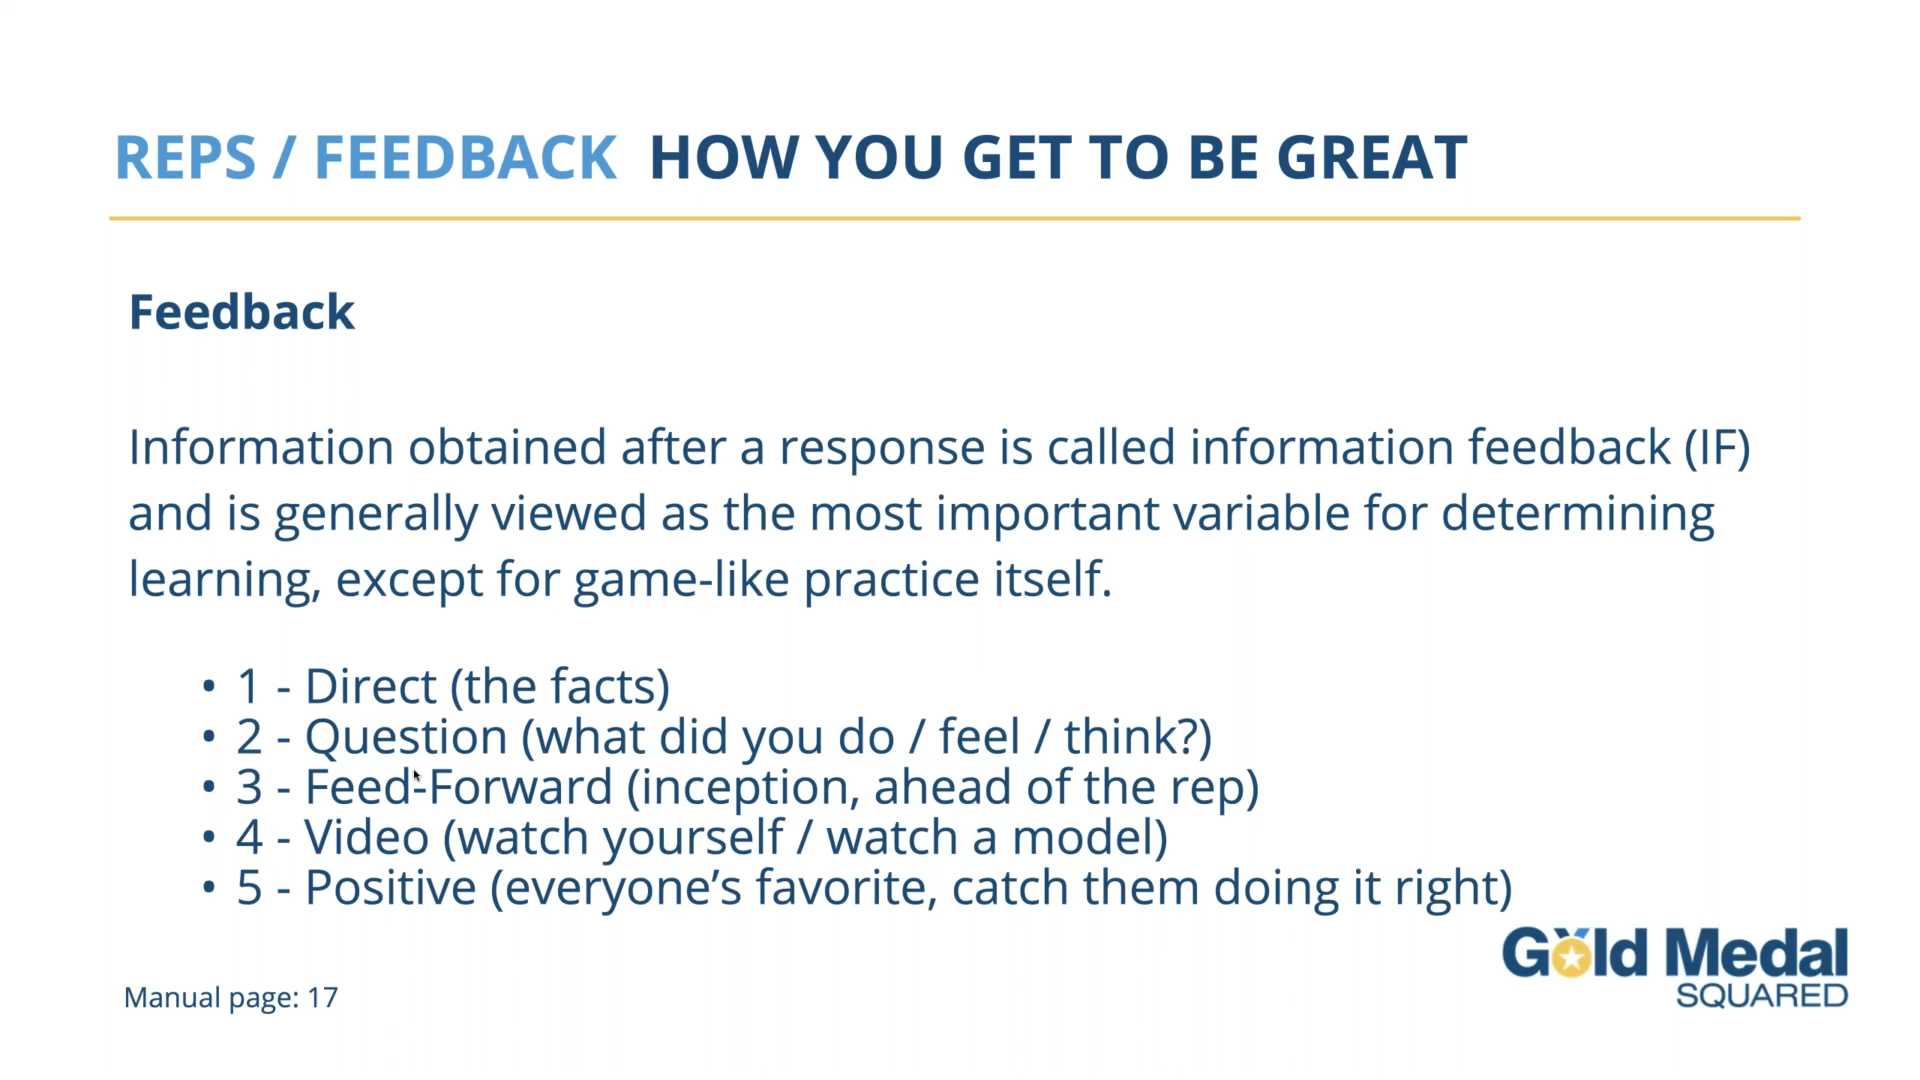 REPS / FEEDBACK HOW YOU GET TO BE GREAT
Feedback
Information obtained after a response is called information feedback (IF)
and is generally viewed as the most important variable for determining
learning, except for game-like practice itself.
• 1 - Direct (the facts)
• 2 - Question (what did you do / feel / think?)
• 3 - Feed-Forward (inception, ahead of the rep)
• 4 - Video (watch yourself / watch a model)
• 5 - Positive (everyone’s favorite, catch them doing it right)
Gold Medal
SQUARED
Manual page: 17